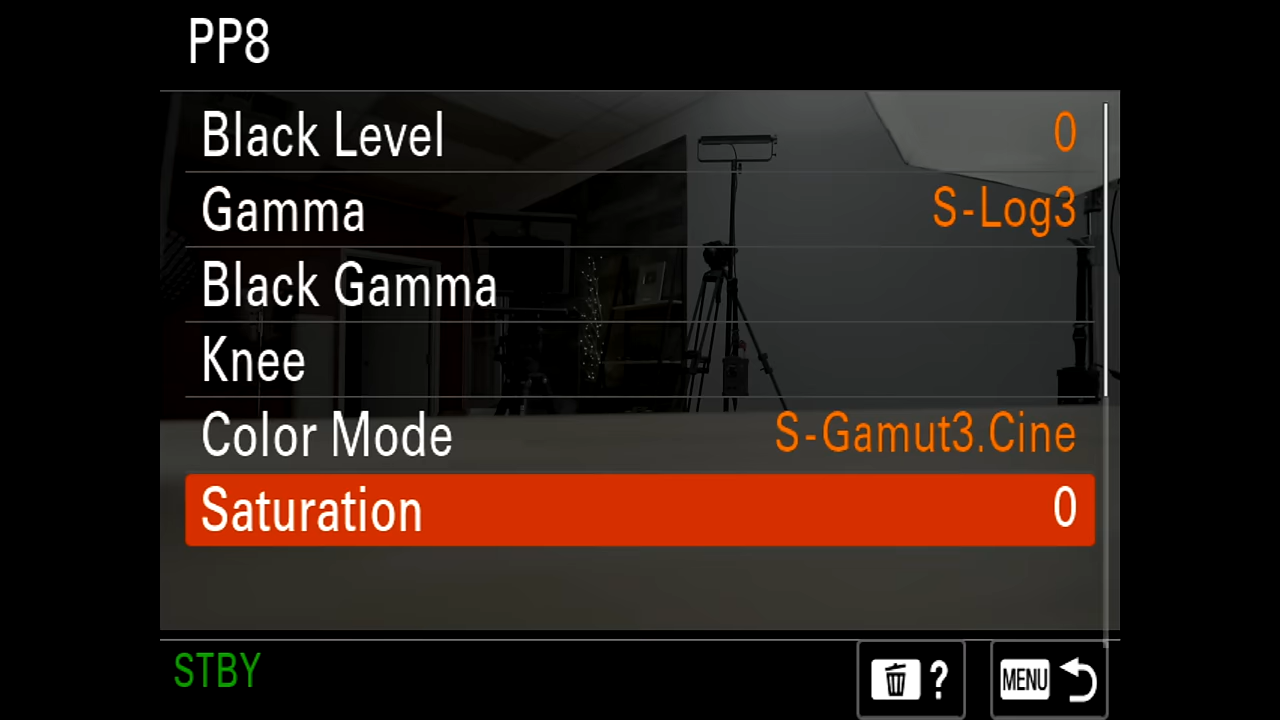 PP8
Black Level 0
Gamma S-Log3
Black Gamma
Knee
Color Mode S-Gamut3.Cine
Saturation 0
STBY ? MENU